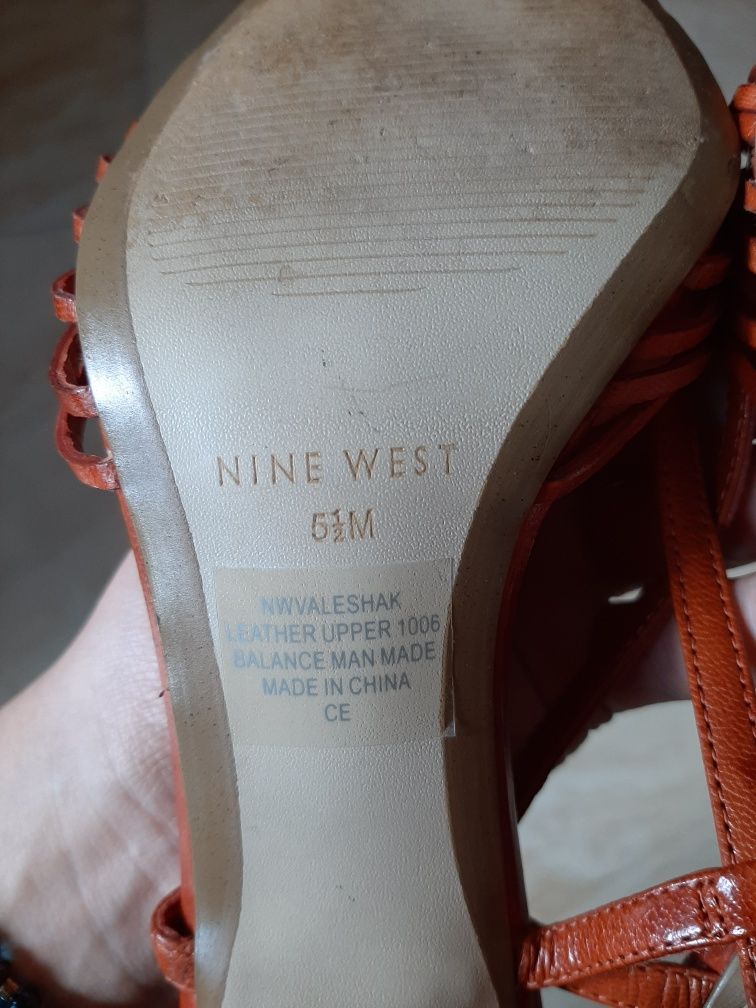 NINE WEST
5½M
NWVALESHAK
LEATHER UPPER 1006
BALANCE MAN MADE
MADE IN CHINA
CE